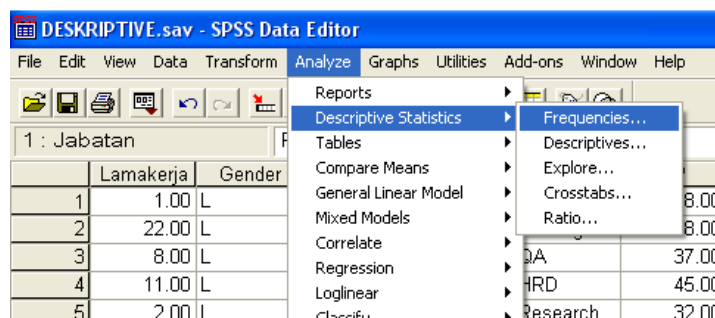 DESKRIPTIVE.sav - SPSS Data Editor
File Edit View Data Transform Analyze Graphs Utilities Add-ons Window Help
Reports
Descriptive Statistics
Tables
Compare Means
General Linear Model
Mixed Models
Correlate
Regression
Loglinear
Frequencies...
Descriptives...
Explore...
Crosstabs...
Ratio...
1 : Jabatan
Lamakerja Gender
1 1.00 L 8.00
2 22.00 L 8.00
3 8.00 L QA 37.00
4 11.00 L HRD 45.00
5 2.00 L Research 32.00